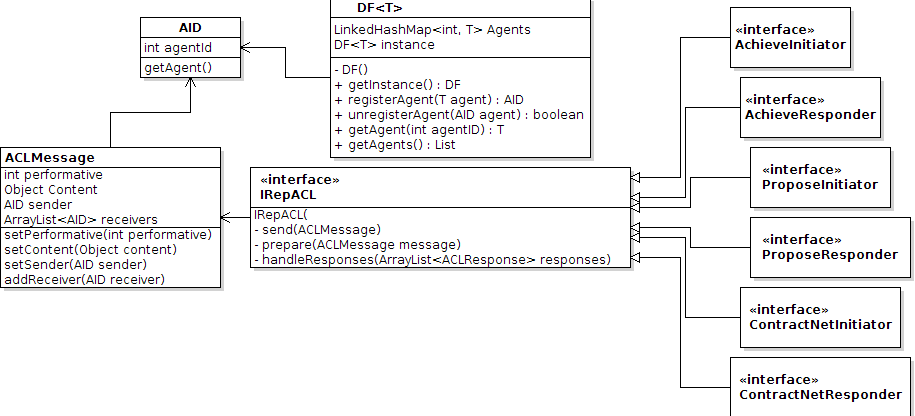 AID
int agentId
getAgent()
DF<T>
LinkedHashMap<int, T> Agents
DF<T> instance
- DF()
+ getInstance() : DF
+ registerAgent(T agent) : AID
+ unregisterAgent(AID agent) : boolean
+ getAgent(int agentID) : T
+ getAgents() : List
ACLMessage
int performative
Object Content
AID sender
ArrayList<AID> receivers
setPerformative(int performative)
setContent(Object content)
setSender(AID sender)
addReceiver(AID receiver)
«interface»
IRepACL
IRepACL(
- send(ACLMessage)
- prepare(ACLMessage message)
- handleResponses(ArrayList<ACLResponse> responses)
«interface»
AchieveInitiator
«interface»
AchieveResponder
«interface»
ProposeInitiator
«interface»
ProposeResponder
«interface»
ContractNetInitiator
«interface»
ContractNetResponder